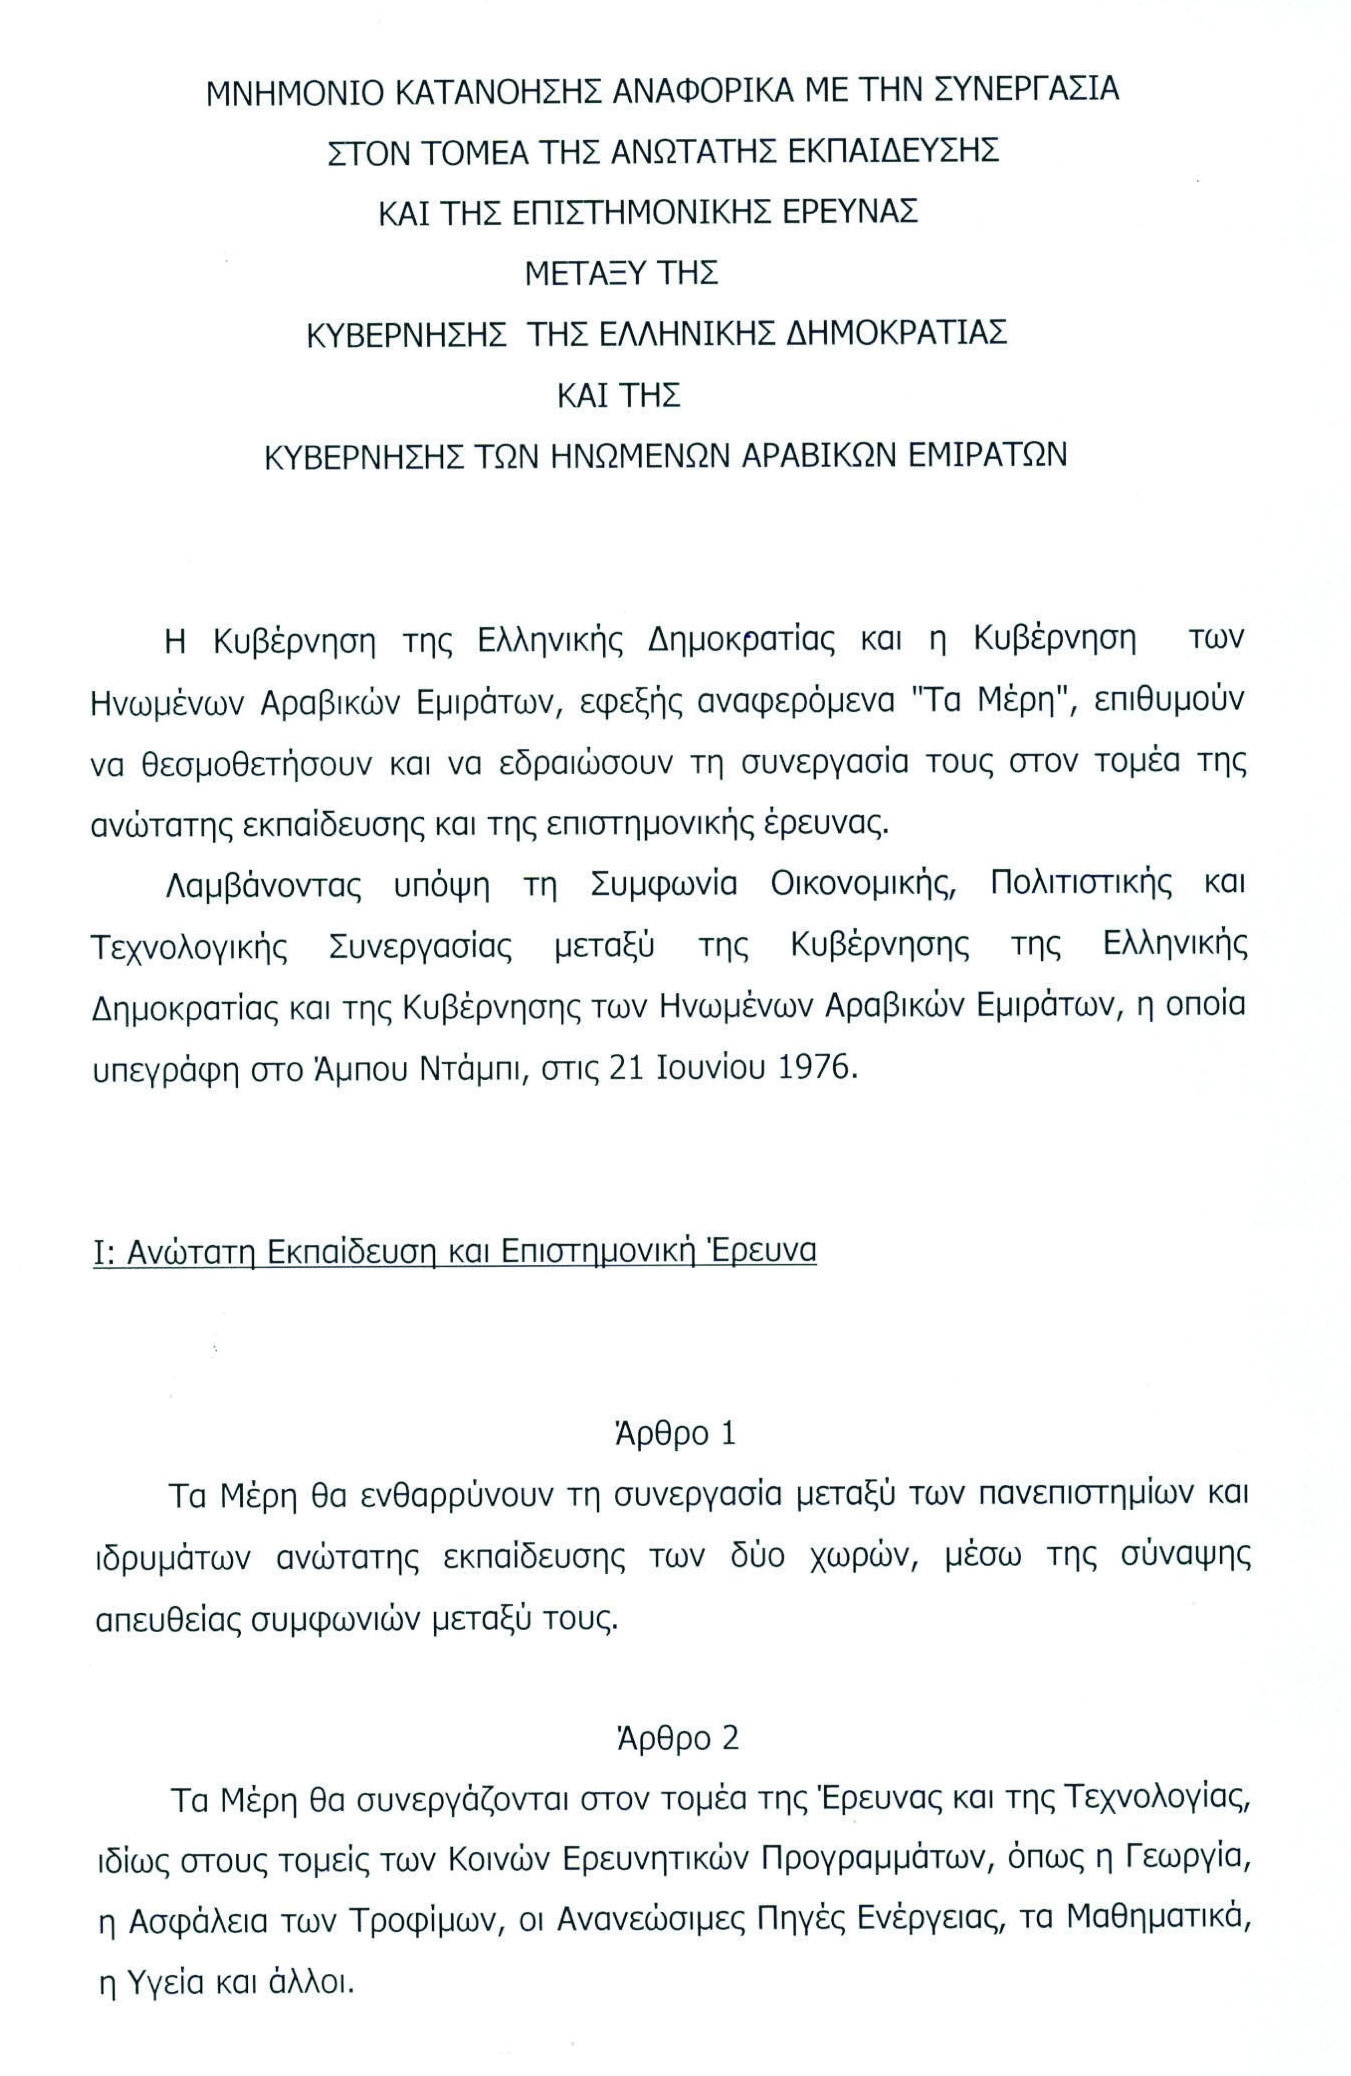 ΜΝΗΜΟΝΙΟ ΚΑΤΑΝΟΗΣΗΣ ΑΝΑΦΟΡΙΚΑ ΜΕ ΤΗΝ ΣΥΝΕΡΓΑΣΙΑ
ΣΤΟΝ ΤΟΜΕΑ ΤΗΣ ΑΝΩΤΑΤΗΣ ΕΚΠΑΙΔΕΥΣΗΣ
ΚΑΙ ΤΗΣ ΕΠΙΣΤΗΜΟΝΙΚΗΣ ΕΡΕΥΝΑΣ
ΜΕΤΑΞΥ ΤΗΣ
ΚΥΒΕΡΝΗΣΗΣ ΤΗΣ ΕΛΛΗΝΙΚΗΣ ΔΗΜΟΚΡΑΤΙΑΣ
ΚΑΙ ΤΗΣ
ΚΥΒΕΡΝΗΣΗΣ ΤΩΝ ΗΝΩΜΕΝΩΝ ΑΡΑΒΙΚΩΝ ΕΜΙΡΑΤΩΝ
Η Κυβέρνηση της Ελληνικής Δημοκρατίας και η Κυβέρνηση των
Ηνωμένων Αραβικών Εμιράτων, εφεξής αναφερόμενα "Τα Μέρη", επιθυμούν
να θεσμοθετήσουν και να εδραιώσουν τη συνεργασία τους στον τομέα της
ανώτατης εκπαίδευσης και της επιστημονικής έρευνας.
Λαμβάνοντας υπόψη τη Συμφωνία Οικονομικής, Πολιτιστικής και
Τεχνολογικής Συνεργασίας μεταξύ της Κυβέρνησης της Ελληνικής
Δημοκρατίας και της Κυβέρνησης των Ηνωμένων Αραβικών Εμιράτων, η οποία
υπεγράφη στο Άμπου Ντάμπι, στις 21 Ιουνίου 1976.
Ι: Ανώτατη Εκπαίδευση και Επιστημονική Έρευνα
Άρθρο 1
Τα Μέρη θα ενθαρρύνουν τη συνεργασία μεταξύ των πανεπιστημίων και
ιδρυμάτων ανώτατης εκπαίδευσης των δύο χωρών, μέσω της σύναψης
απευθείας συμφωνιών μεταξύ τους.
Άρθρο 2
Τα Μέρη θα συνεργάζονται στον τομέα της Έρευνας και της Τεχνολογίας,
ιδίως στους τομείς των Κοινών Ερευνητικών Προγραμμάτων, όπως η Γεωργία,
η Ασφάλεια των Τροφίμων, οι Ανανεώσιμες Πηγές Ενέργειας, τα Μαθηματικά,
η Υγεία και άλλοι.